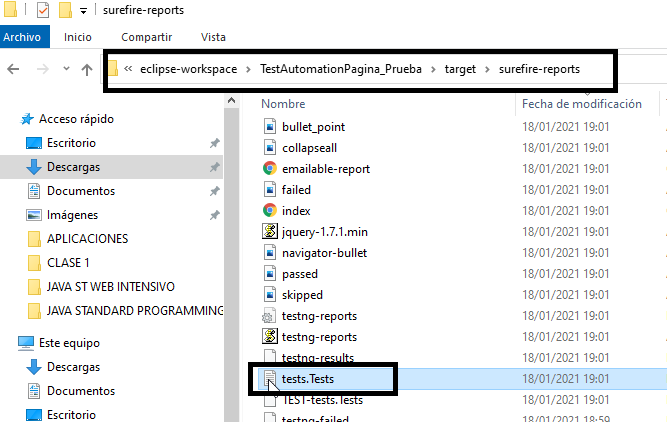 surefire-reports
Archivo Inicio Compartir Vista
« eclipse-workspace > TestAutomationPagina_Prueba > target > surefire-reports
Nombre Fecha de modificación
Acceso rápido
Escritorio
Descargas
Documentos
Imágenes
APLICACIONES
CLASE 1
JAVA ST WEB INTENSIVO
JAVA STANDARD PROGRAMMING
Este equipo
Descargas
Documentos
Escritorio
bullet_point 18/01/2021 19:01
collapseall 18/01/2021 19:01
emailable-report 18/01/2021 19:01
failed 18/01/2021 19:01
index 18/01/2021 19:01
jquery-1.7.1.min 18/01/2021 19:01
navigator-bullet 18/01/2021 19:01
passed 18/01/2021 19:01
skipped 18/01/2021 19:01
testng-reports 18/01/2021 19:01
testng-reports 18/01/2021 19:01
testng-results 18/01/2021 19:01
tests.Tests 18/01/2021 19:01
TEST-tests.Tests 18/01/2021 19:01
testng-failed 18/01/2021 18:59